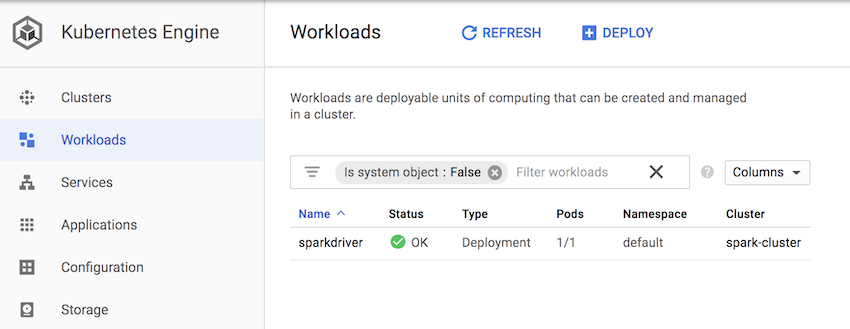 Kubernetes Engine
Workloads
REFRESH
DEPLOY
Clusters
Workloads
Services
Applications
Configuration
Storage
Workloads are deployable units of computing that can be created and managed
in a cluster.
Is system object : False
Filter workloads
?
Columns
Name Status Type Pods Namespace Cluster
sparkdriver OK Deployment 1/1 default spark-cluster